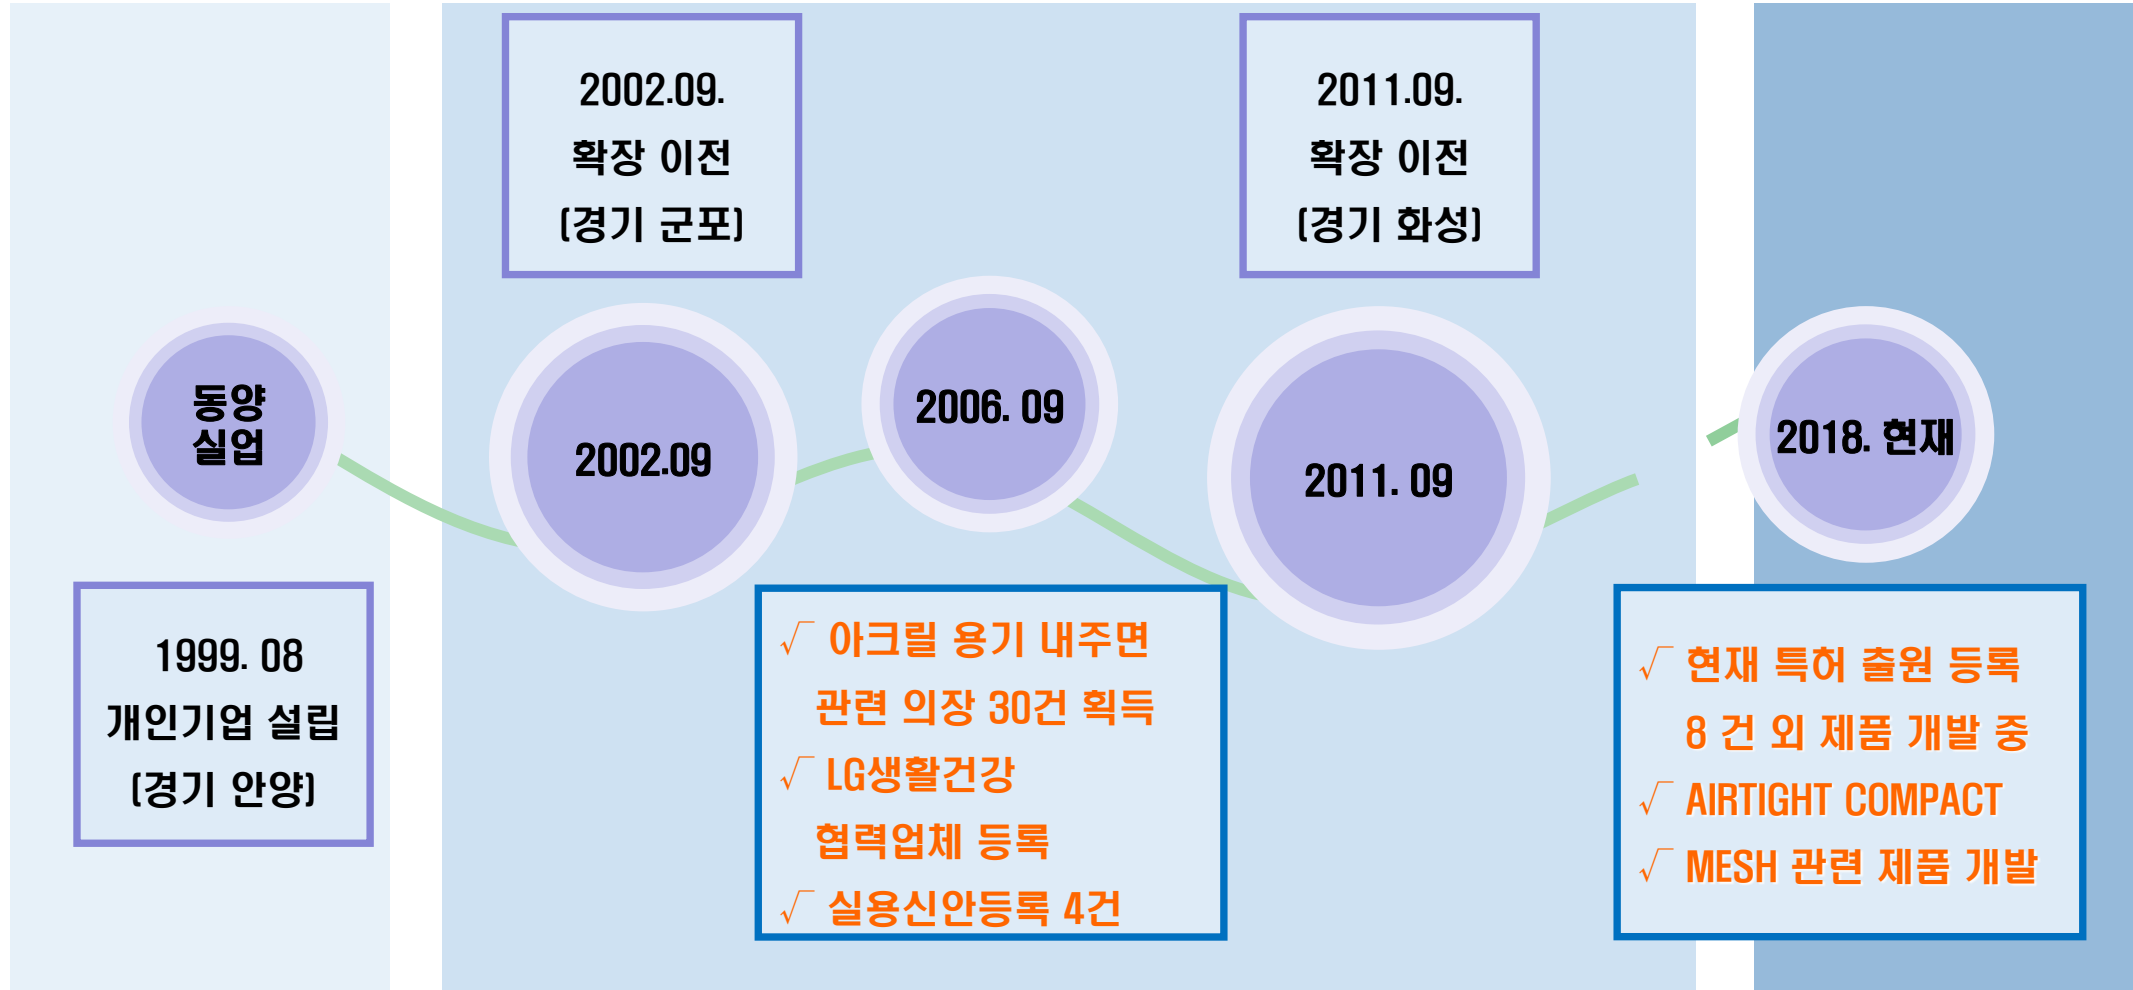 2002.09.
확장 이전
(경기 군포)
2011.09.
확장 이전
(경기 화성)
동양
실업
2002.09
2006. 09
2011. 09
2018. 현재
1999. 08
개인기업 설립
(경기 안양)
√ 아크릴 용기 내주면
관련 의장 30건 획득
√ LG생활건강
협력업체 등록
√ 실용신안등록 4건
√ 현재 특허 출원 등록
8 건 외 제품 개발 중
√ AIRTIGHT COMPACT
√ MESH 관련 제품 개발